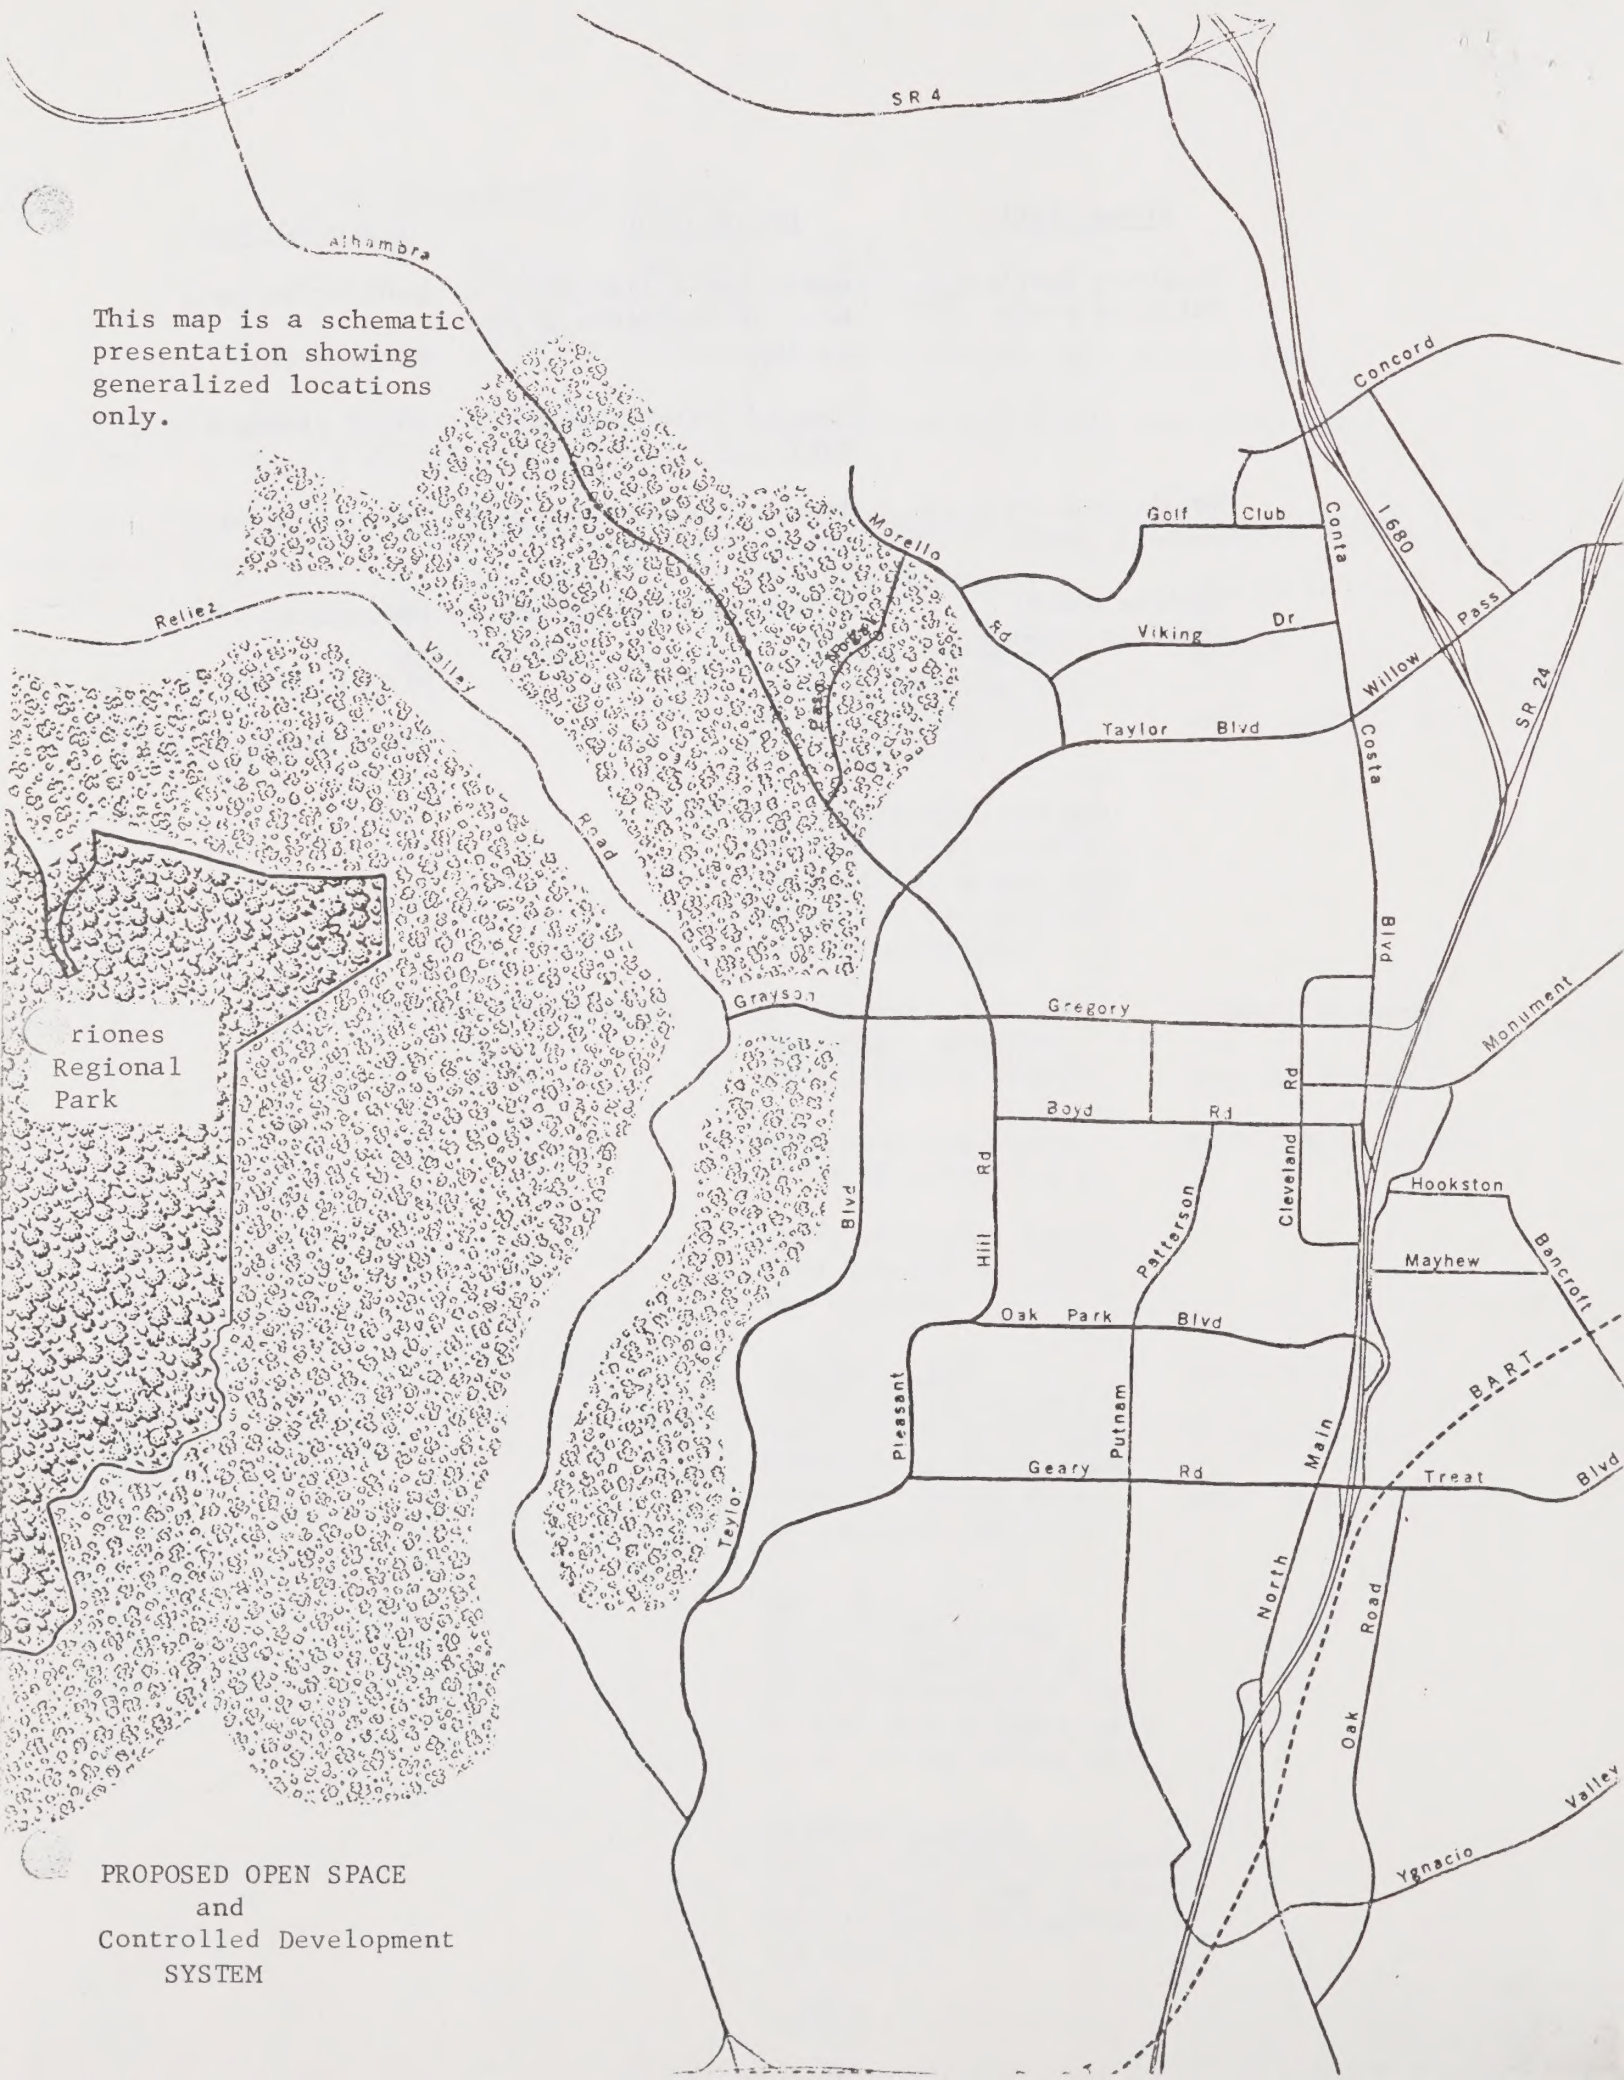 SR 4
Alhambra
This map is a schematic
presentation showing
generalized locations
only.
Concord
Golf Club
Conta
I 680
Morello
Rd
Reliez
Valley
Road
Viking Dr
Willow Pass
SR 24
Paso Nogal
Taylor Blvd
Costa
Blvd
Grayson
Gregory
Monument
riones
Regional
Park
Boyd Rd
Rd
Cleveland
Hookston
Blvd
Hill Rd
Pattarson
Mayhew
Bancroft
Oak Park Blvd
BART
Pleasant
Putnam
Main
Geary Rd
Treat Blvd
Taylor
North
Road
Oak
Valley
Ygnacio
PROPOSED OPEN SPACE
and
Controlled Development
SYSTEM